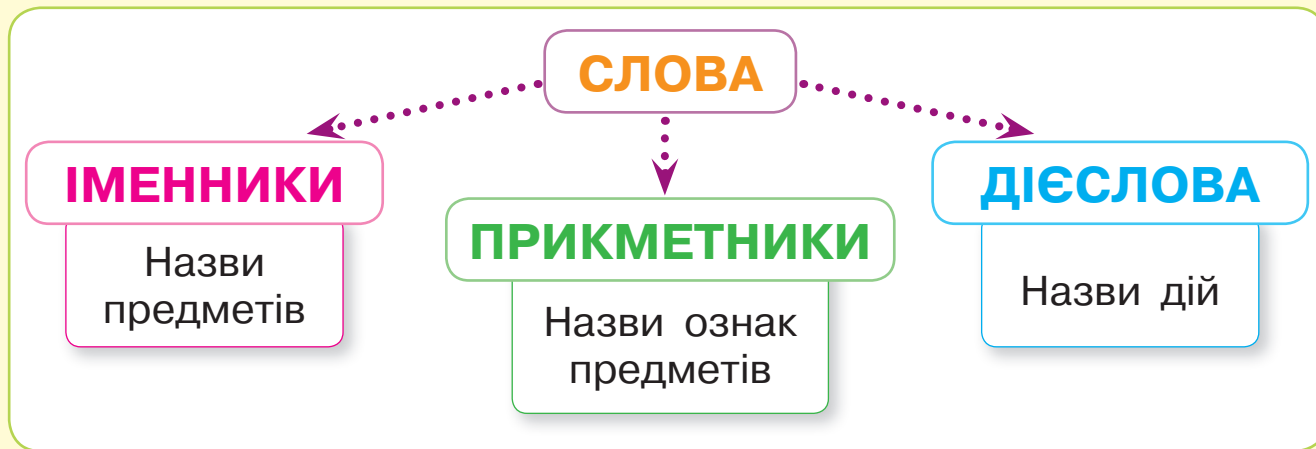 СЛОВА
ІМЕННИКИ
Назви
предметів
ПРИКМЕТНИКИ
Назви ознак
предметів
ДІЄСЛОВА
Назви дій